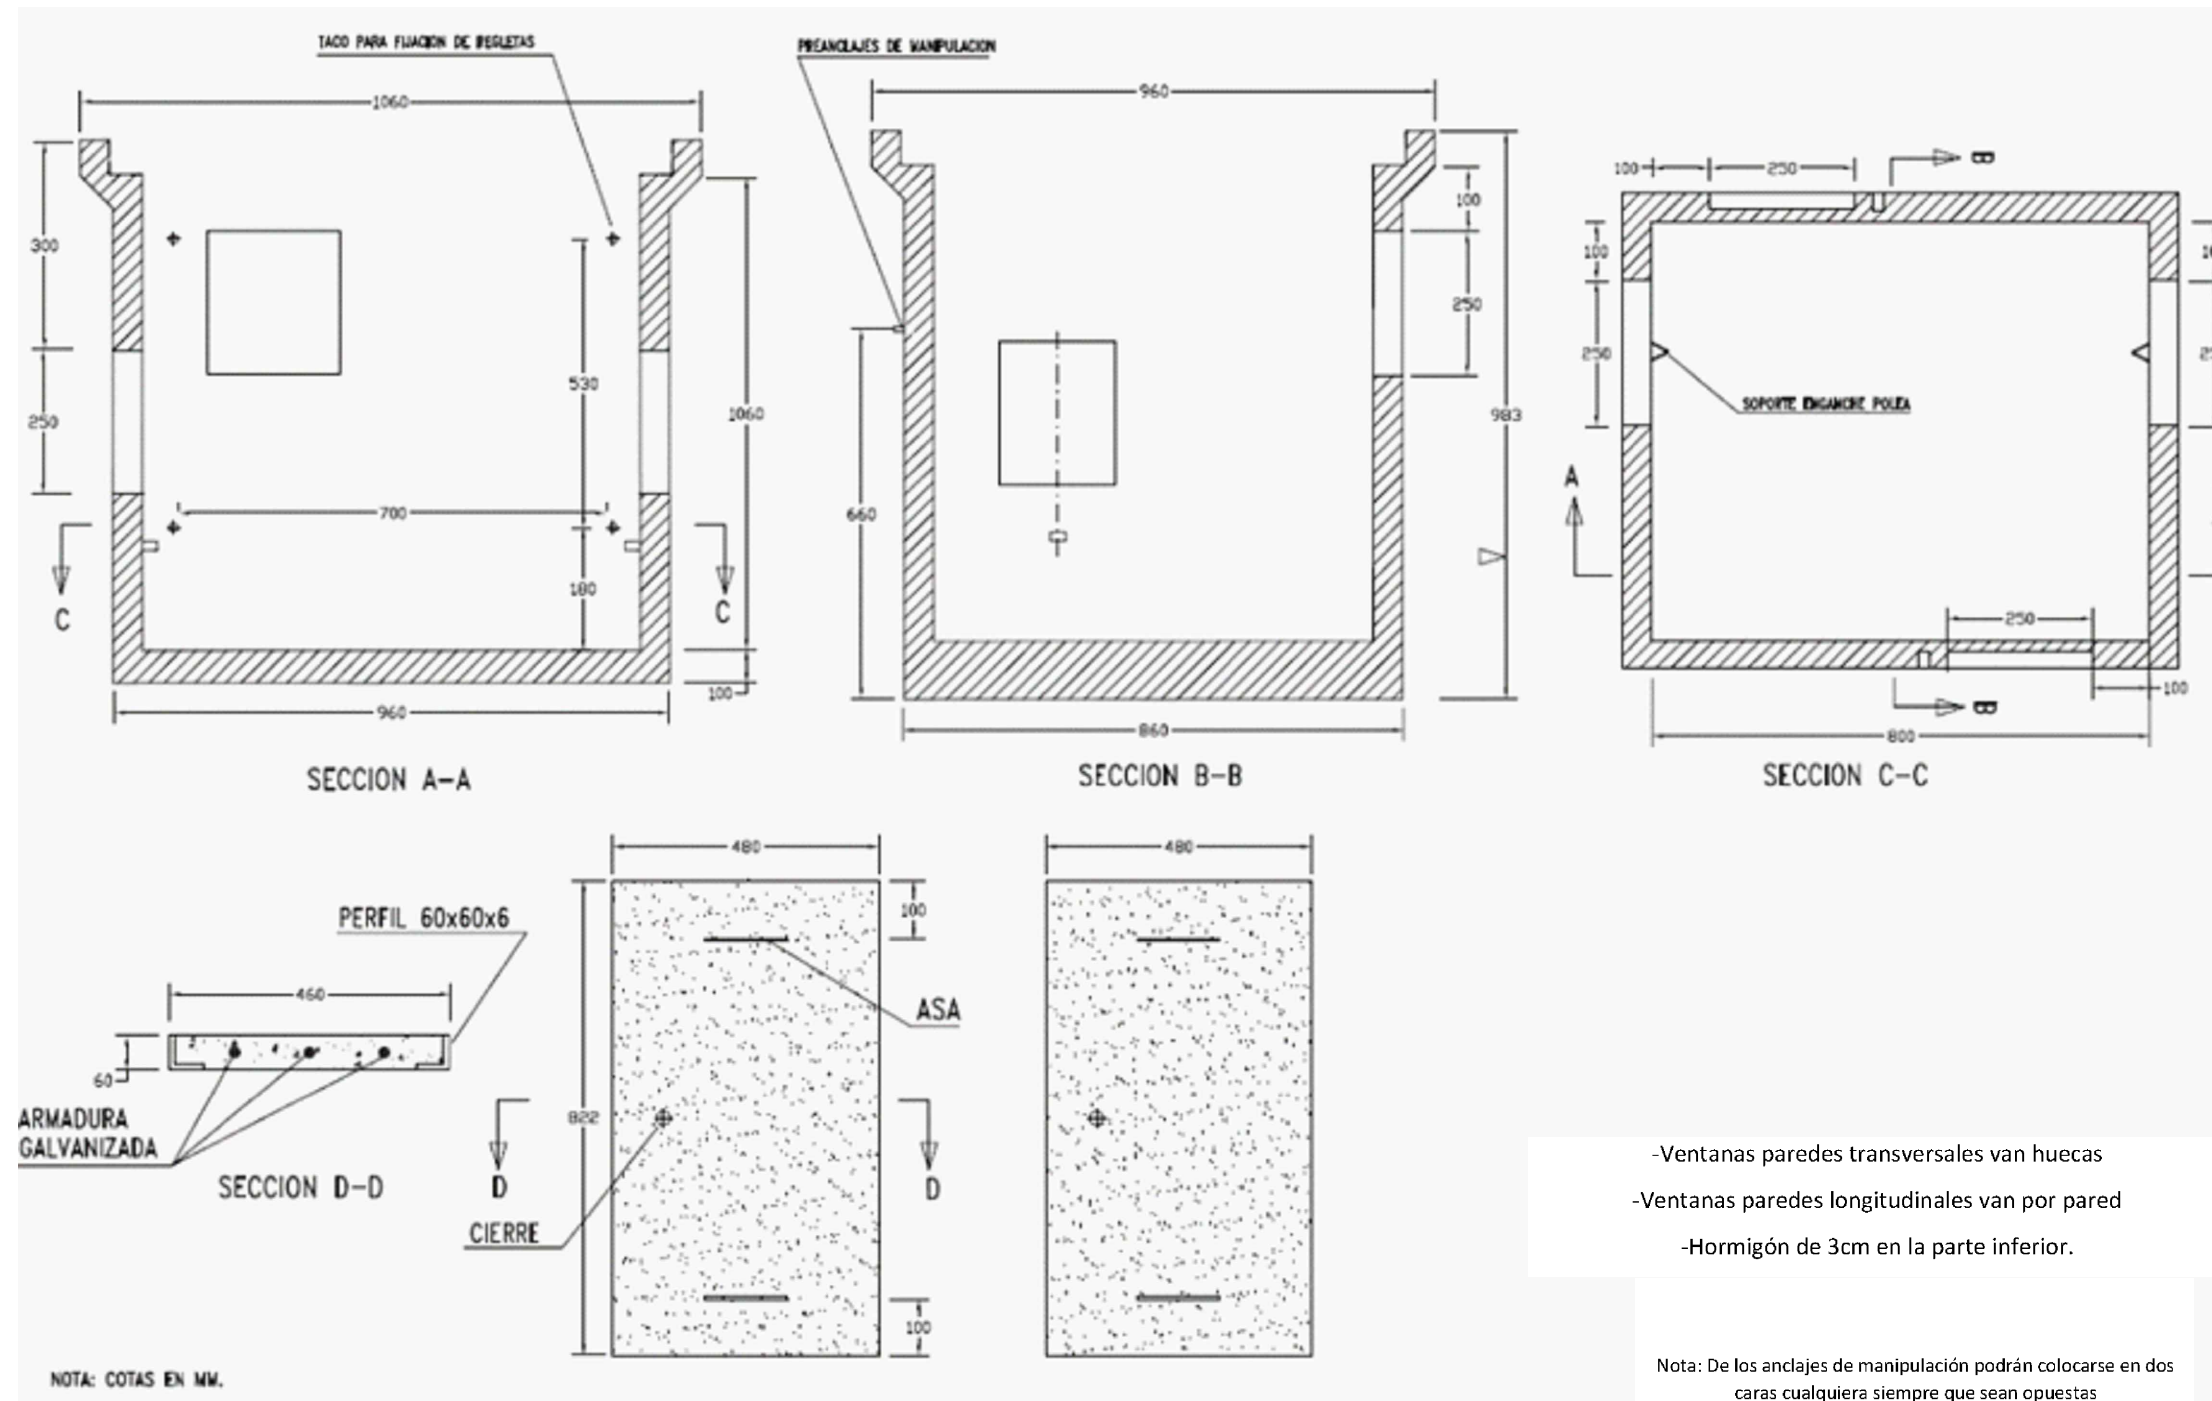 TACO PARA FIJACION DE REGLETAS
PREANCLAJES DE MANIPULACION
1060
960
300
250
530
700
180
1060
100
960
C
C
SECCION A-A
100
250
983
660
860
SECCION B-B
100
250
B
100
250
SOPORTE ENGANCHE POLEA
A
250
100
B
800
SECCION C-C
480
480
PERFIL 60x60x6
100
460
ASA
60
ARMADURA
GALVANIZADA
822
SECCION D-D
D
D
CIERRE
100
-Ventanas paredes transversales van huecas
-Ventanas paredes longitudinales van por pared
-Hormigón de 3cm en la parte inferior.
NOTA: COTAS EN MM.
Nota: De los anclajes de manipulación podrán colocarse en dos
caras cualquiera siempre que sean opuestas